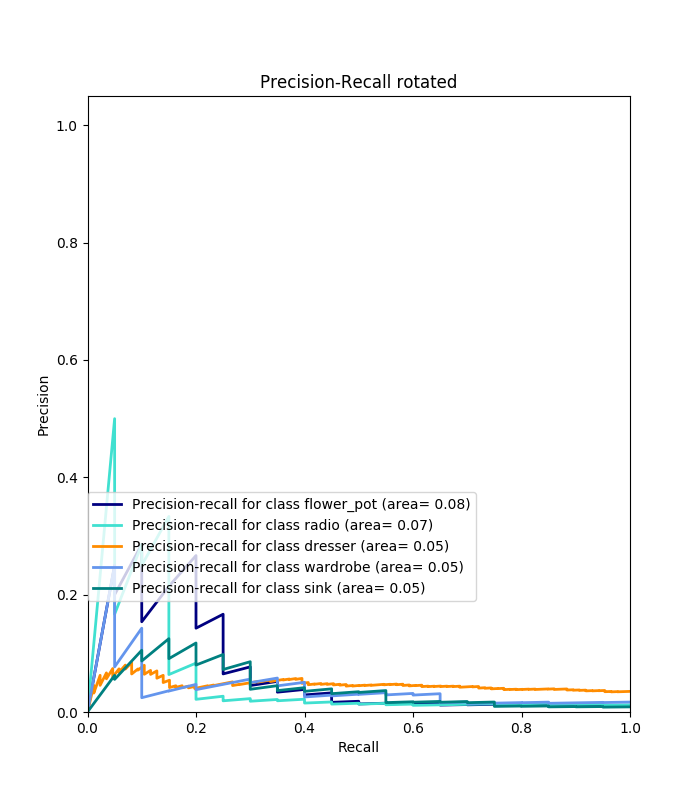 Precision-Recall rotated
1.0
0.8
0.6
0.4
0.2
0.0
Precision
Precision-recall for class flower_pot (area= 0.08)
Precision-recall for class radio (area= 0.07)
Precision-recall for class dresser (area= 0.05)
Precision-recall for class wardrobe (area= 0.05)
Precision-recall for class sink (area= 0.05)
0.0 0.2 0.4 0.6 0.8 1.0
Recall